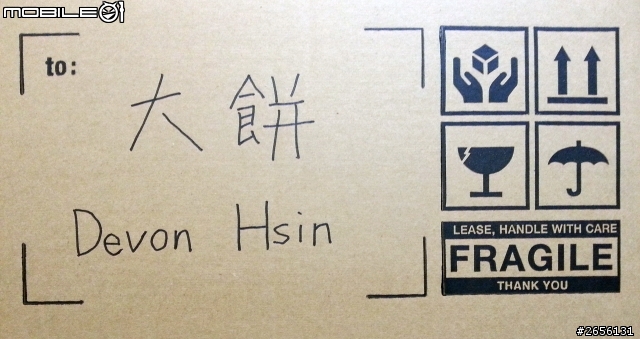 MOBILE01
to:
大餅
Devon Hsin
LEASE, HANDLE WITH CARE
FRAGILE
THANK YOU
#2656131